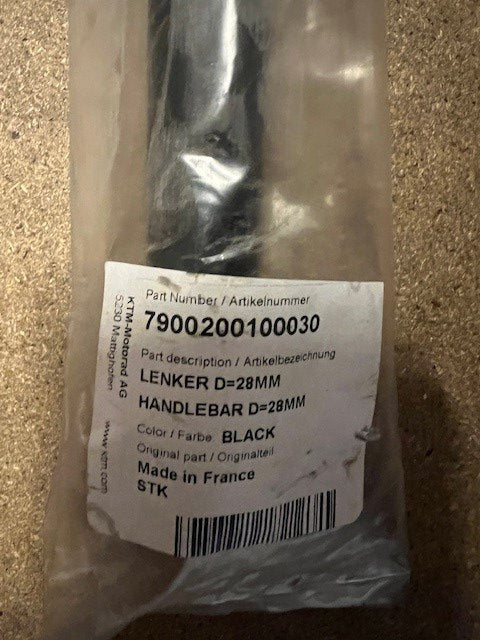 Part Number / Artikelnummer
7900200100030
Part description / Artikelbezeichnung
LENKER D=28MM
HANDLEBAR D=28MM
Color / Farbe BLACK
Original part / Originalteil
Made in France
STK
KTM-Motorad AG
5230 Mattighofen
www.ktm.com